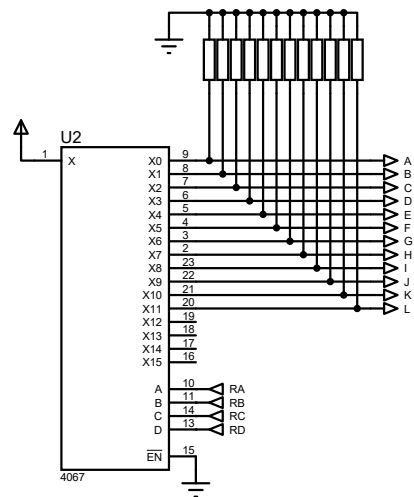 U2
1 X X0 9 A
X1 8 B
X2 7 C
X3 6 D
X4 5 E
X5 4 F
X6 3 G
X7 2 H
X8 23 I
X9 22 J
X10 21 K
X11 20 L
X12 19
X13 18
X14 17
X15 16
A 10 RA
B 11 RB
C 14 RC
D 13 RD
EN 15
4067